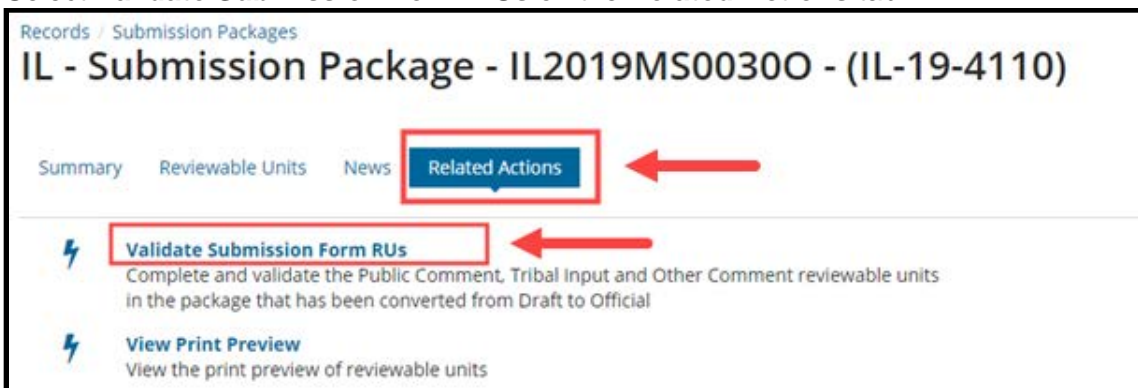 Records / Submission Packages
IL - Submission Package - IL2019MS0030O - (IL-19-4110)
Summary Reviewable Units News Related Actions
Validate Submission Form RUs
Complete and validate the Public Comment, Tribal Input and Other Comment reviewable units
in the package that has been converted from Draft to Official
View Print Preview
View the print preview of reviewable units